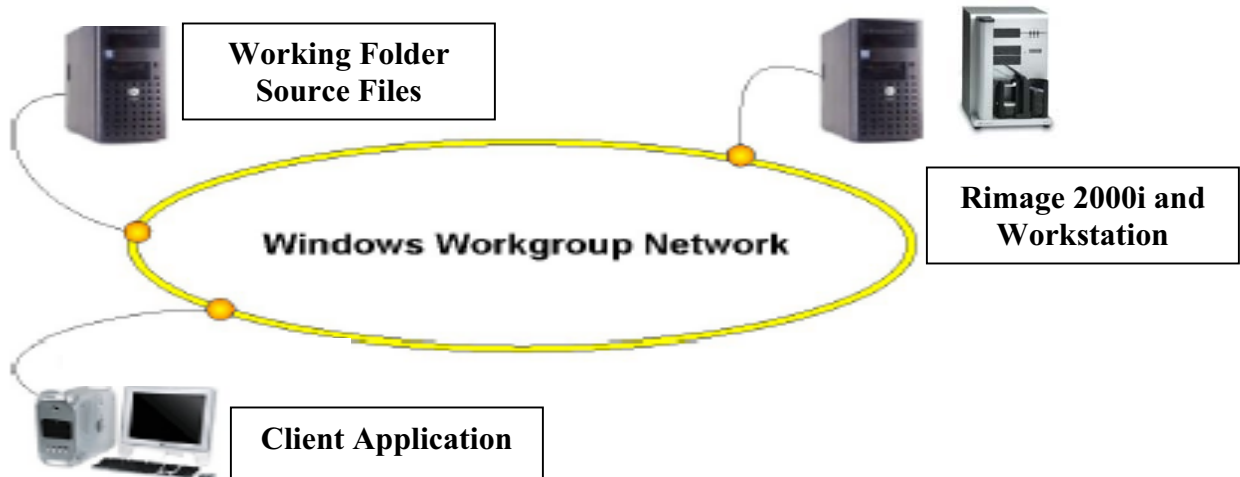 Working Folder
Source Files
Rimage 2000i and
Workstation
Windows Workgroup Network
Client Application